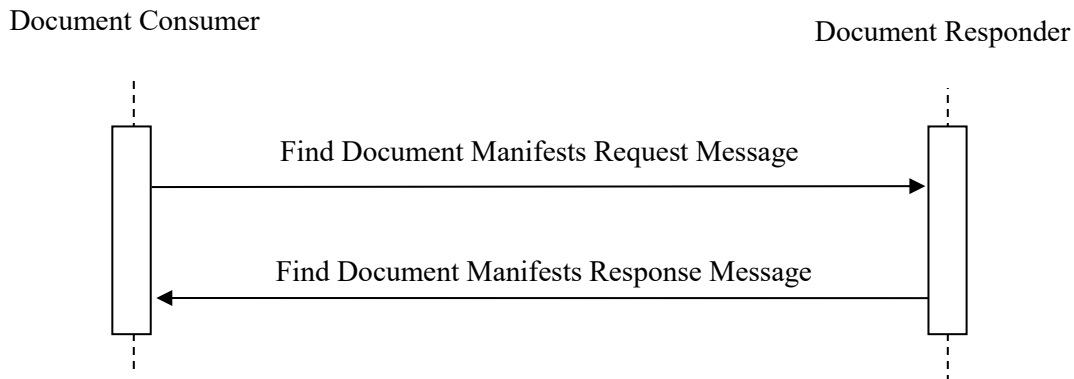 Document Consumer
Document Responder
Find Document Manifests Request Message
Find Document Manifests Response Message